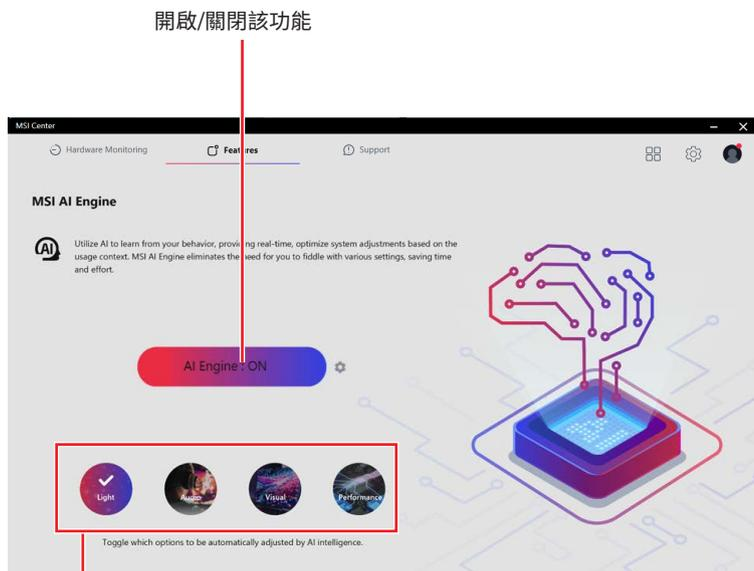 開啟/關閉該功能
MSI Center
Hardware Monitoring
Features
Support
MSI AI Engine
AI
Utilize AI to learn from your behavior, providing real-time, optimize system adjustments based on the
usage context. MSI AI Engine eliminates the need for you to fiddle with various settings, saving time
and effort.
AI Engine : ON
Light
Audio
Visual
Performance
Toggle which options to be automatically adjusted by AI intelligence.